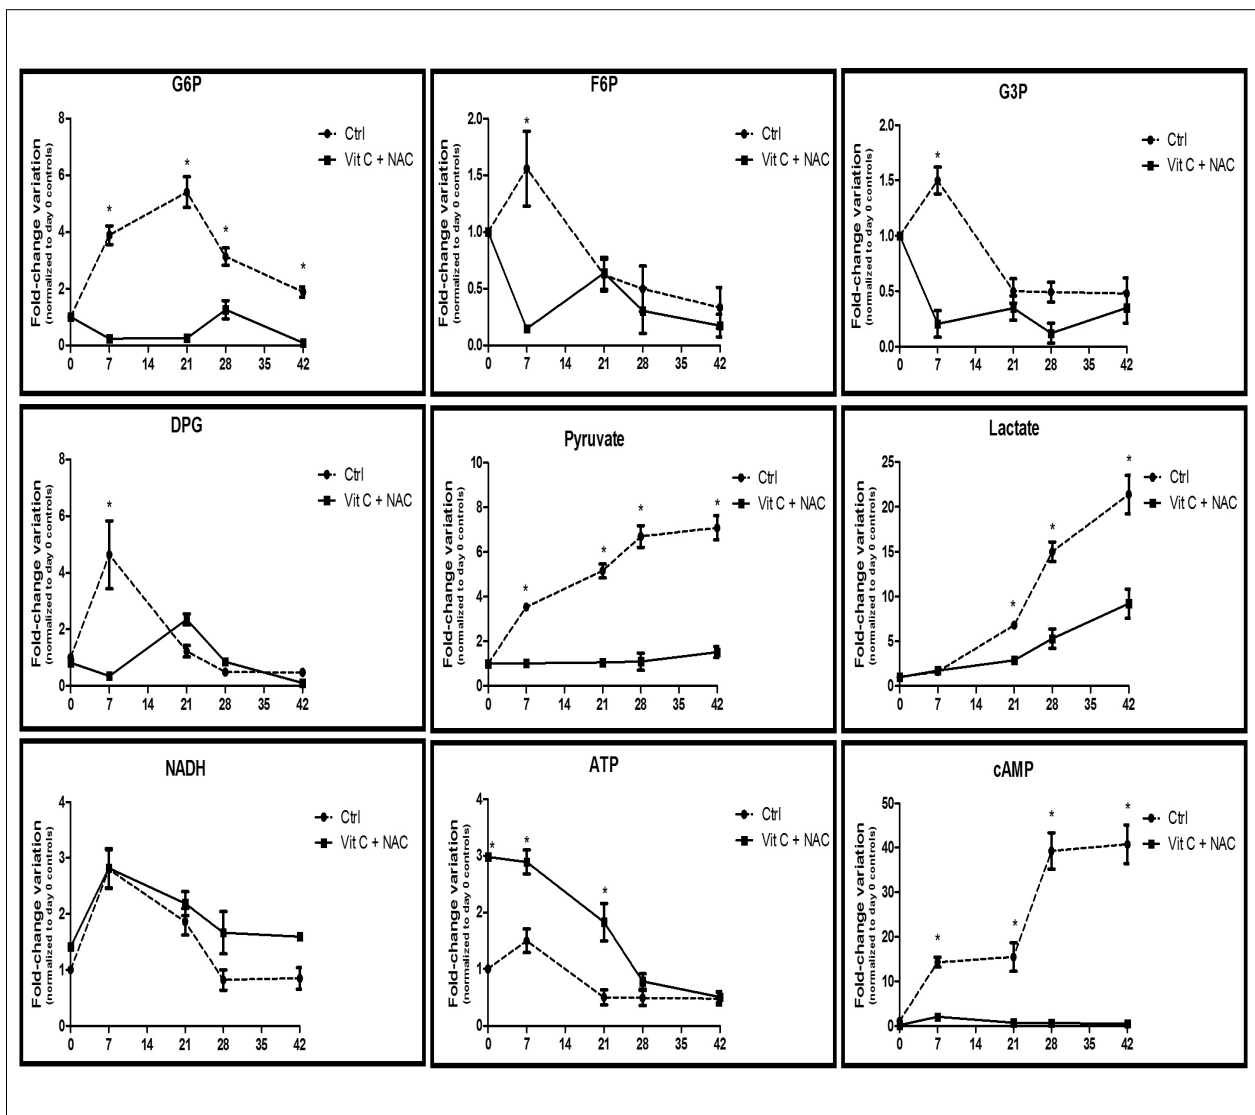 G6P
8
6
4
2
0
Fold-change variation
(normalized to day 0 controls)
Ctrl
Vit C + NAC
* * * *
0 7 14 21 28 35 42
F6P
2.0
1.5
1.0
0.5
0.0
Fold-change variation
(normalized to day 0 controls)
Ctrl
Vit C + NAC
*
0 7 14 21 28 35 42
G3P
2.0
1.5
1.0
0.5
0.0
Fold-change variation
(normalized to day 0 controls)
Ctrl
Vit C + NAC
*
0 7 14 21 28 35 42
DPG
8
6
4
2
0
Fold-change variation
(normalized to day 0 controls)
Ctrl
Vit C + NAC
*
0 7 14 21 28 35 42
Pyruvate
10
8
6
4
2
0
Fold-change variation
(normalized to day 0 controls)
Ctrl
Vit C + NAC
* * * *
0 7 14 21 28 35 42
Lactate
25
20
15
10
5
0
Fold-change variation
(normalized to day 0 controls)
Ctrl
Vit C + NAC
* * *
0 7 14 21 28 35 42
NADH
4
3
2
1
0
Fold-change variation
(normalized to day 0 controls)
Ctrl
Vit C + NAC
0 7 14 21 28 35 42
ATP
4
3
2
1
0
Fold-change variation
(normalized to day 0 controls)
Ctrl
Vit C + NAC
* * *
0 7 14 21 28 35 42
cAMP
50
40
30
20
10
0
Fold-change variation
(normalized to day 0 controls)
Ctrl
Vit C + NAC
* * * *
0 7 14 21 28 35 42